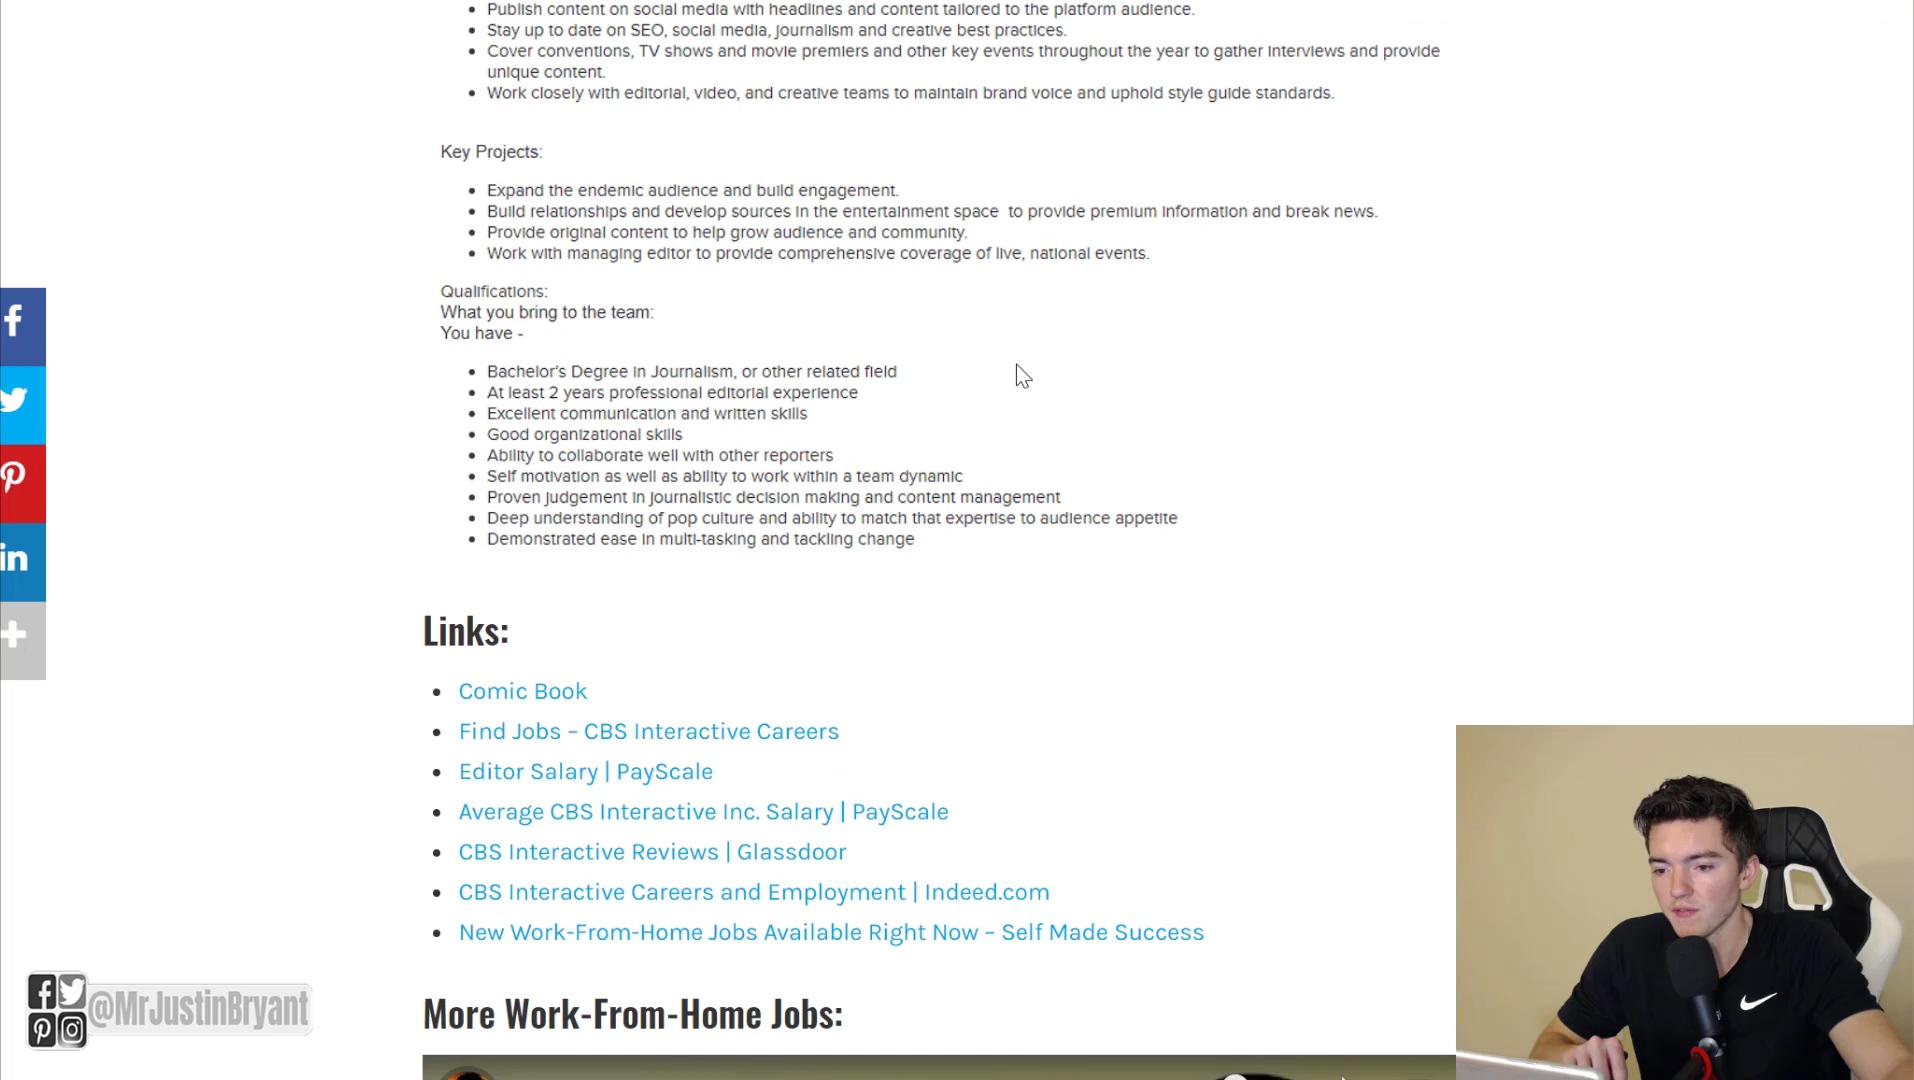 Publish content on social media with headlines and content tailored to the platform audience.
Stay up to date on SEO, social media, journalism and creative best practices.
Cover conventions, TV shows and movie premiers and other key events throughout the year to gather interviews and provide
unique content.
Work closely with editorial, video, and creative teams to maintain brand voice and uphold style guide standards.
Key Projects:
Expand the endemic audience and build engagement.
Build relationships and develop sources in the entertainment space to provide premium information and break news.
Provide original content to help grow audience and community.
Work with managing editor to provide comprehensive coverage of live, national events.
Qualifications:
What you bring to the team:
You have -
Bachelor's Degree in Journalism, or other related field
At least 2 years professional editorial experience
Excellent communication and written skills
Good organizational skills
Ability to collaborate well with other reporters
Self motivation as well as ability to work within a team dynamic
Proven judgement in journalistic decision making and content management
Deep understanding of pop culture and ability to match that expertise to audience appetite
Demonstrated ease in multi-tasking and tackling change
Links:
Comic Book
Find Jobs – CBS Interactive Careers
Editor Salary | PayScale
Average CBS Interactive Inc. Salary | PayScale
CBS Interactive Reviews | Glassdoor
CBS Interactive Careers and Employment | Indeed.com
New Work-From-Home Jobs Available Right Now – Self Made Success
More Work-From-Home Jobs:
@MrJustinBryant